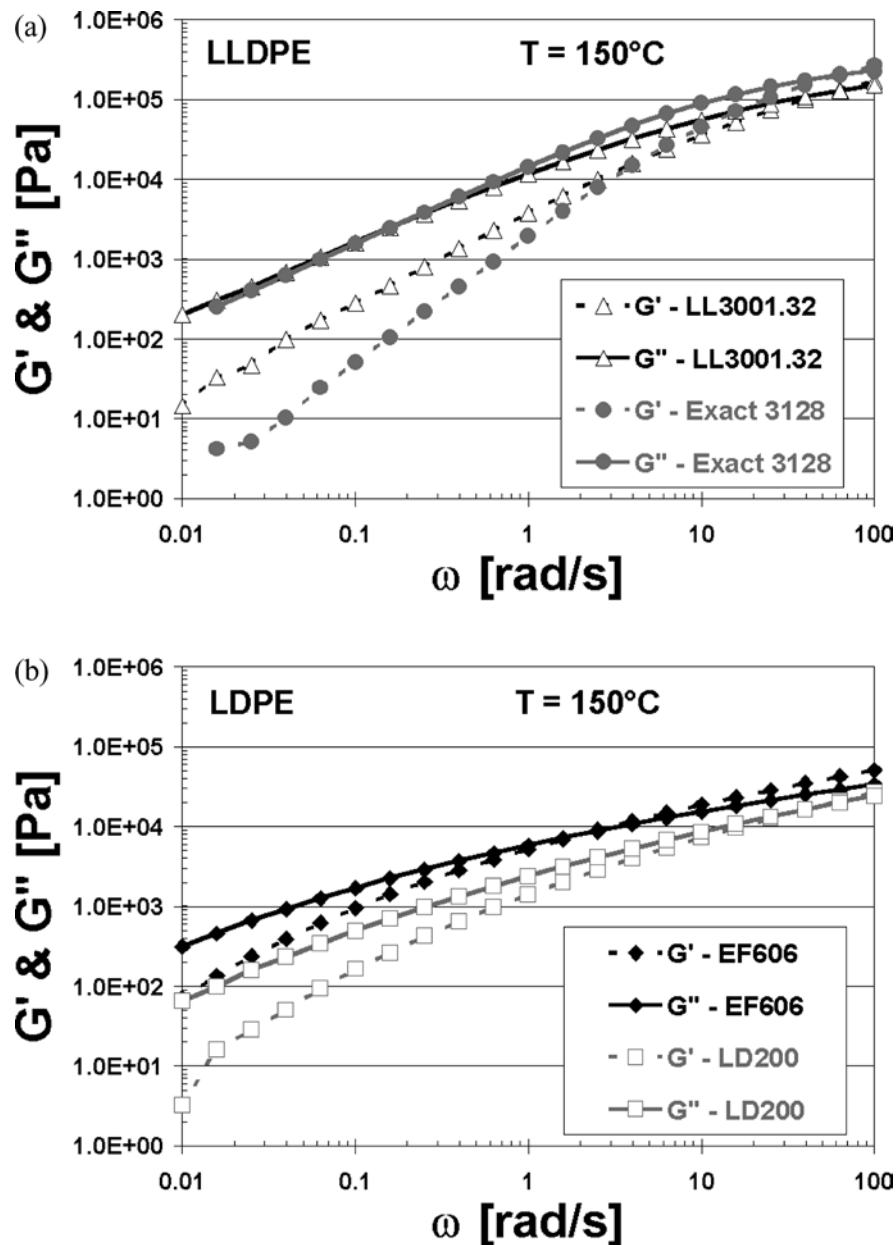 (a)
LLDPE T = 150°C
G' & G" [Pa]
1.0E+06
1.0E+05
1.0E+04
1.0E+03
1.0E+02
1.0E+01
1.0E+00
G' - LL3001.32
G" - LL3001.32
G' - Exact 3128
G" - Exact 3128
0.01 0.1 1 10 100
ω [rad/s]
(b)
LDPE T = 150°C
G' & G" [Pa]
1.0E+06
1.0E+05
1.0E+04
1.0E+03
1.0E+02
1.0E+01
1.0E+00
G' - EF606
G" - EF606
G' - LD200
G" - LD200
0.01 0.1 1 10 100
ω [rad/s]